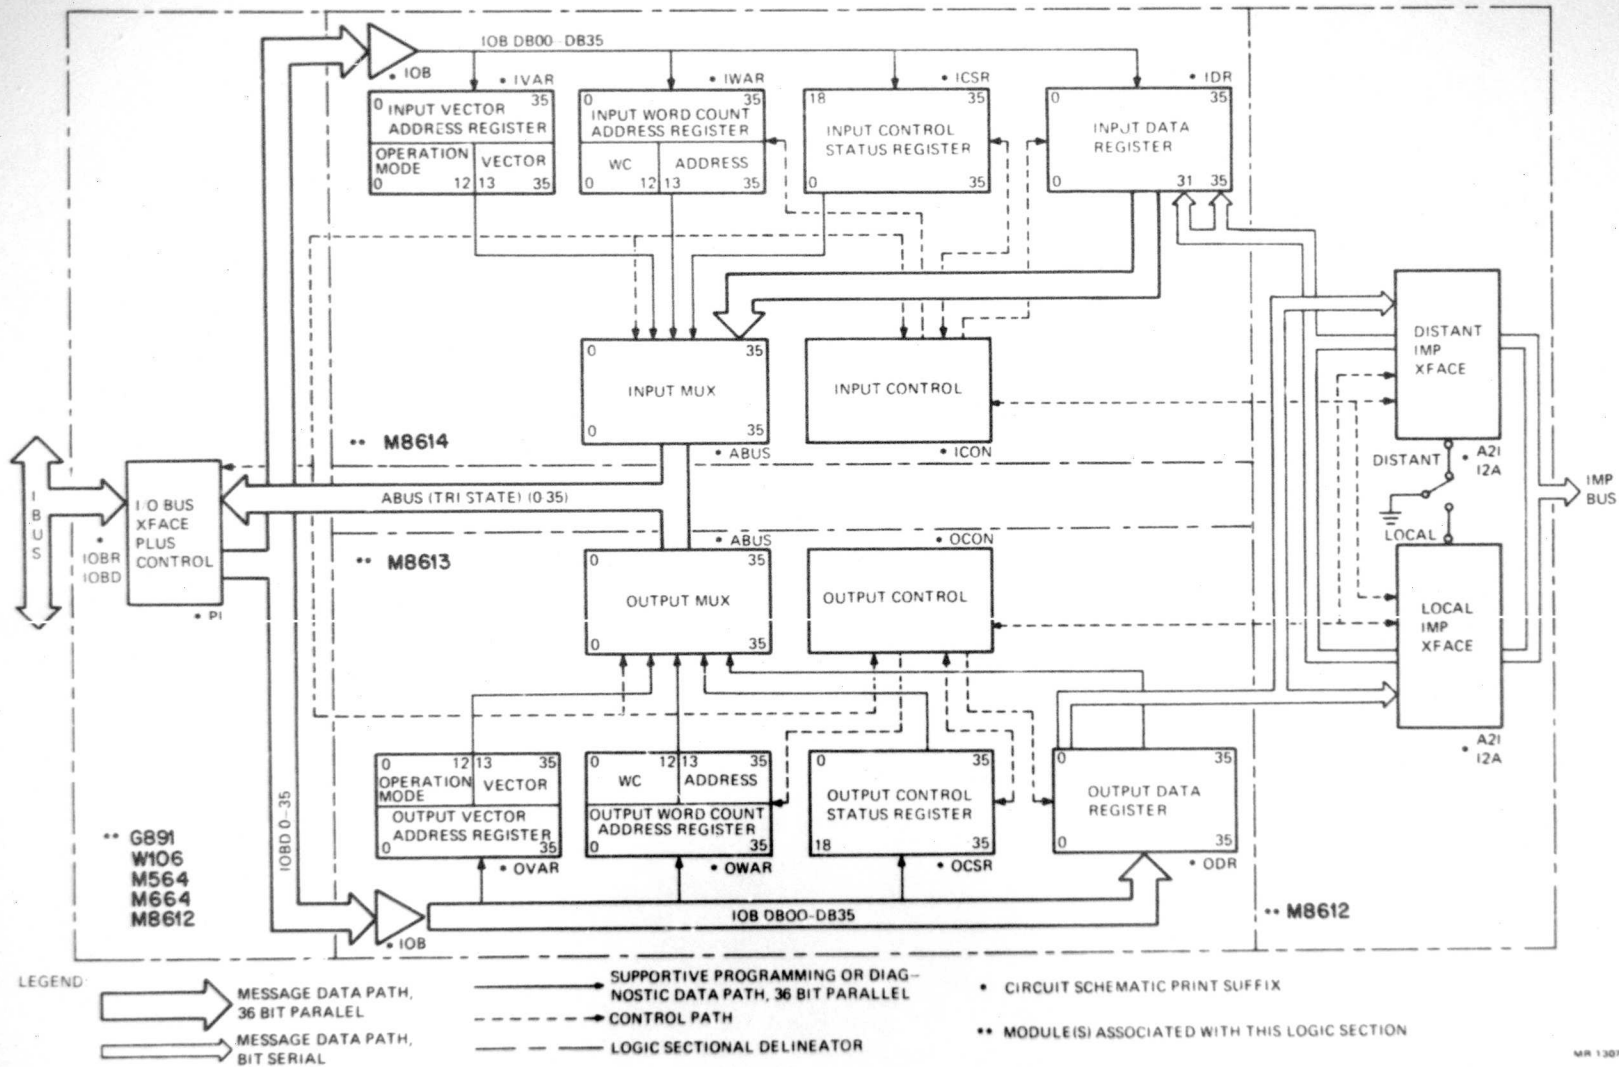 IOB DB00-DB35
• IOB
• IVAR
• IWAR
• ICSR
• IDR
0 35
INPUT VECTOR
ADDRESS REGISTER
OPERATION
MODE
VECTOR
0 12 13 35
0 35
INPUT WORD COUNT
ADDRESS REGISTER
WC ADDRESS
0 12 13 35
18 35
INPUT CONTROL
STATUS REGISTER
0 35
0 35
INPUT DATA
REGISTER
0 31 35
0 35
INPUT MUX
0 35
• ABUS
INPUT CONTROL
• ICON
•• M8614
DISTANT
IMP
XFACE
• A2I
I2A
DISTANT
LOCAL
IMP
BUS
I
B
U
S
I/O BUS
XFACE
PLUS
CONTROL
•
IOBR
IOBD
• PI
ABUS (TRI STATE) (0 35)
•• M8613
• ABUS
0 35
OUTPUT MUX
0 35
• OCON
OUTPUT CONTROL
LOCAL
IMP
XFACE
• A2I
I2A
0 12 13 35
OPERATION
MODE
VECTOR
OUTPUT VECTOR
ADDRESS REGISTER
0 35
• OVAR
0 12 13 35
WC ADDRESS
OUTPUT WORD COUNT
ADDRESS REGISTER
0 35
• OWAR
0 35
OUTPUT CONTROL
STATUS REGISTER
18 35
• OCSR
0 35
OUTPUT DATA
REGISTER
0 35
• ODR
IOBD 0-35
•• G891
W106
M564
M664
M8612
• IOB
IOB DB00-DB35
•• M8612
LEGEND:
MESSAGE DATA PATH,
36 BIT PARALEL
MESSAGE DATA PATH,
BIT SERIAL
SUPPORTIVE PROGRAMMING OR DIAG-
NOSTIC DATA PATH, 36 BIT PARALLEL
CONTROL PATH
LOGIC SECTIONAL DELINEATOR
• CIRCUIT SCHEMATIC PRINT SUFFIX
•• MODULE(S) ASSOCIATED WITH THIS LOGIC SECTION